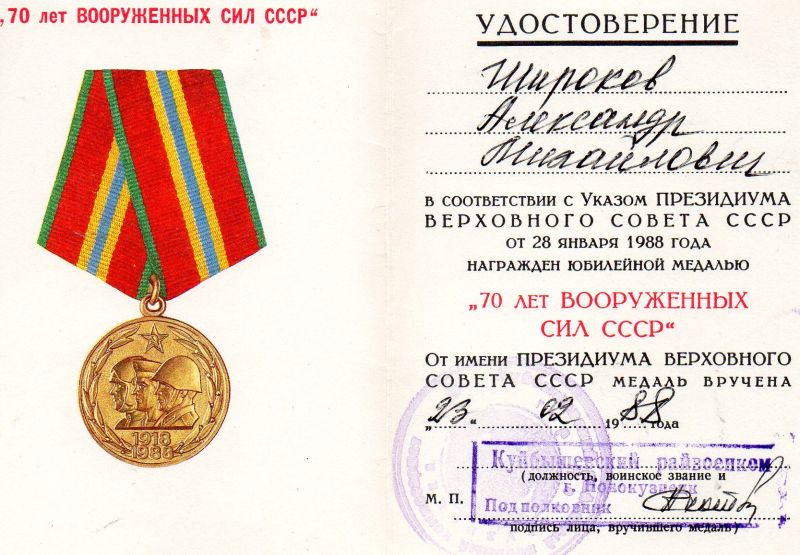 „70 лет ВООРУЖЕННЫХ СИЛ СССР“
1918
1988
УДОСТОВЕРЕНИЕ
Широков
Александр
Михайлович
в соответствии с Указом ПРЕЗИДИУМА
ВЕРХОВНОГО СОВЕТА СССР
от 28 января 1988 года
награжден юбилейной медалью
„70 лет ВООРУЖЕННЫХ
СИЛ СССР“
От имени ПРЕЗИДИУМА ВЕРХОВНОГО
СОВЕТА СССР медаль вручена
„23“ 02 1988 года
Куйбышевский райвоенком
(должность, воинское звание и
г. Новокузнецк
М. П. Подполковник
подпись лица, вручившего медаль)